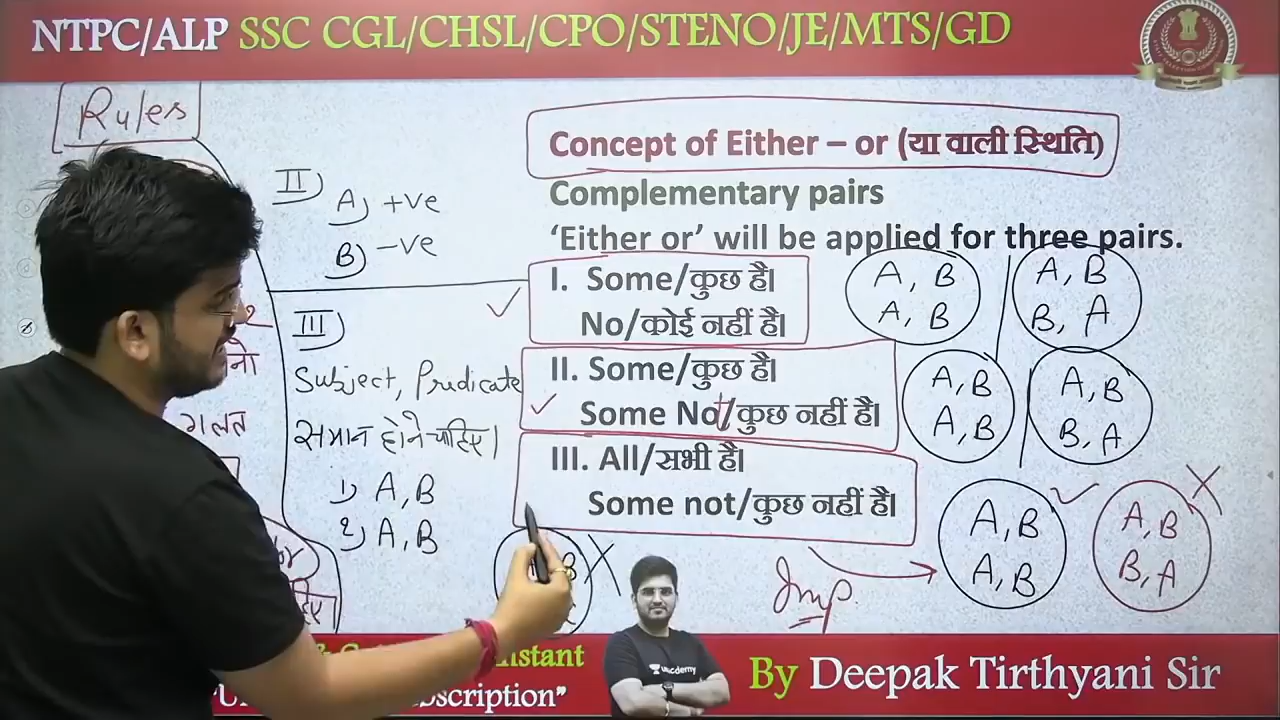 NTPC/ALP SSC CGL/CHSL/CPO/STENO/JE/MTS/GD
Rules
II)
A) +ve
B) -ve
III)
Subject, Predicate
समान होने चाहिए।
1) A, B
2) A, B
गलत
Concept of Either – or (या वाली स्थिति)
Complementary pairs
‘Either or’ will be applied for three pairs.
I. Some/कुछ है।
No/कोई नहीं है।
II. Some/कुछ है।
Some Not/कुछ नहीं है।
III. All/सभी है।
Some not/कुछ नहीं है।
A, B
A, B
A, B
B, A
A, B
A, B
A, B
B, A
A, B
A, B
A, B
B, A
Imp.
By Deepak Tirthyani Sir